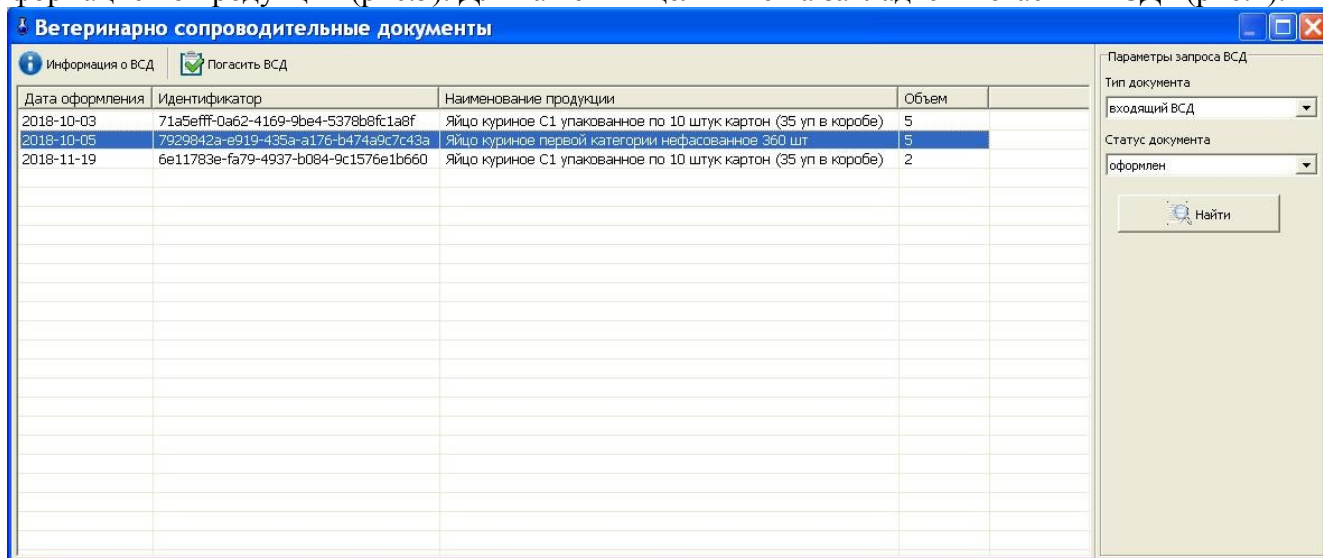 Ветеринарно сопроводительные документы
Информация о ВСД Погасить ВСД
Дата оформления Идентификатор Наименование продукции Объем
2018-10-03 71a5efff-0a62-4169-9be4-5378b8fc1a8f Яйцо куриное С1 упакованное по 10 штук картон (35 уп в коробе) 5
2018-10-05 7929842a-e919-435a-a176-b474a9c7c43a Яйцо куриное первой категории нефасованное 360 шт 5
2018-11-19 6e11783e-fa79-4937-b084-9c1576e1b660 Яйцо куриное С1 упакованное по 10 штук картон (35 уп в коробе) 2
Параметры запроса ВСД
Тип документа
входящий ВСД
Статус документа
оформлен
Найти